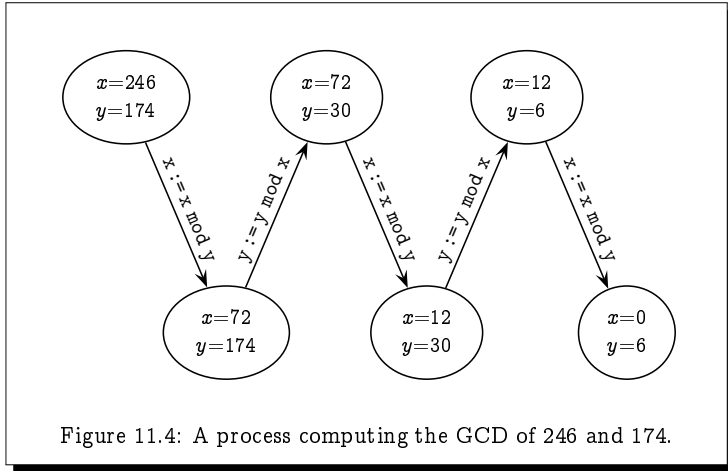 x=246
y=174
x=72
y=30
x=12
y=6
x := x mod y
y := y mod x
x := x mod y
y := y mod x
x := x mod y
x=72
y=174
x=12
y=30
x=0
y=6
Figure 11.4: A process computing the GCD of 246 and 174.